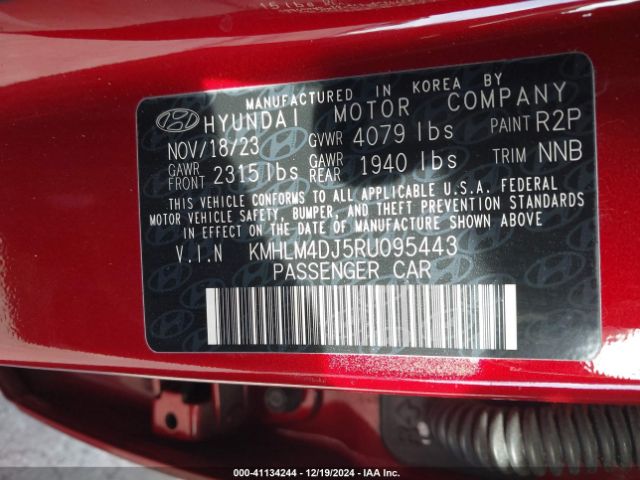 15 lbs
MANUFACTURED IN KOREA BY
HYUNDAI MOTOR COMPANY
NOV/18/23 GVWR 4079 lbs PAINT R2P
GAWR FRONT 2315 lbs GAWR REAR 1940 lbs TRIM NNB
THIS VEHICLE CONFORMS TO ALL APPLICABLE U.S.A. FEDERAL
MOTOR VEHICLE SAFETY, BUMPER, AND THEFT PREVENTION STANDARDS
IN EFFECT ON THE DATE OF MANUFACTURE SHOWN ABOVE.
V.I.N KMHLM4DJ5RU095443
PASSENGER CAR
000-41134244 - 12/19/2024 - IAA Inc.